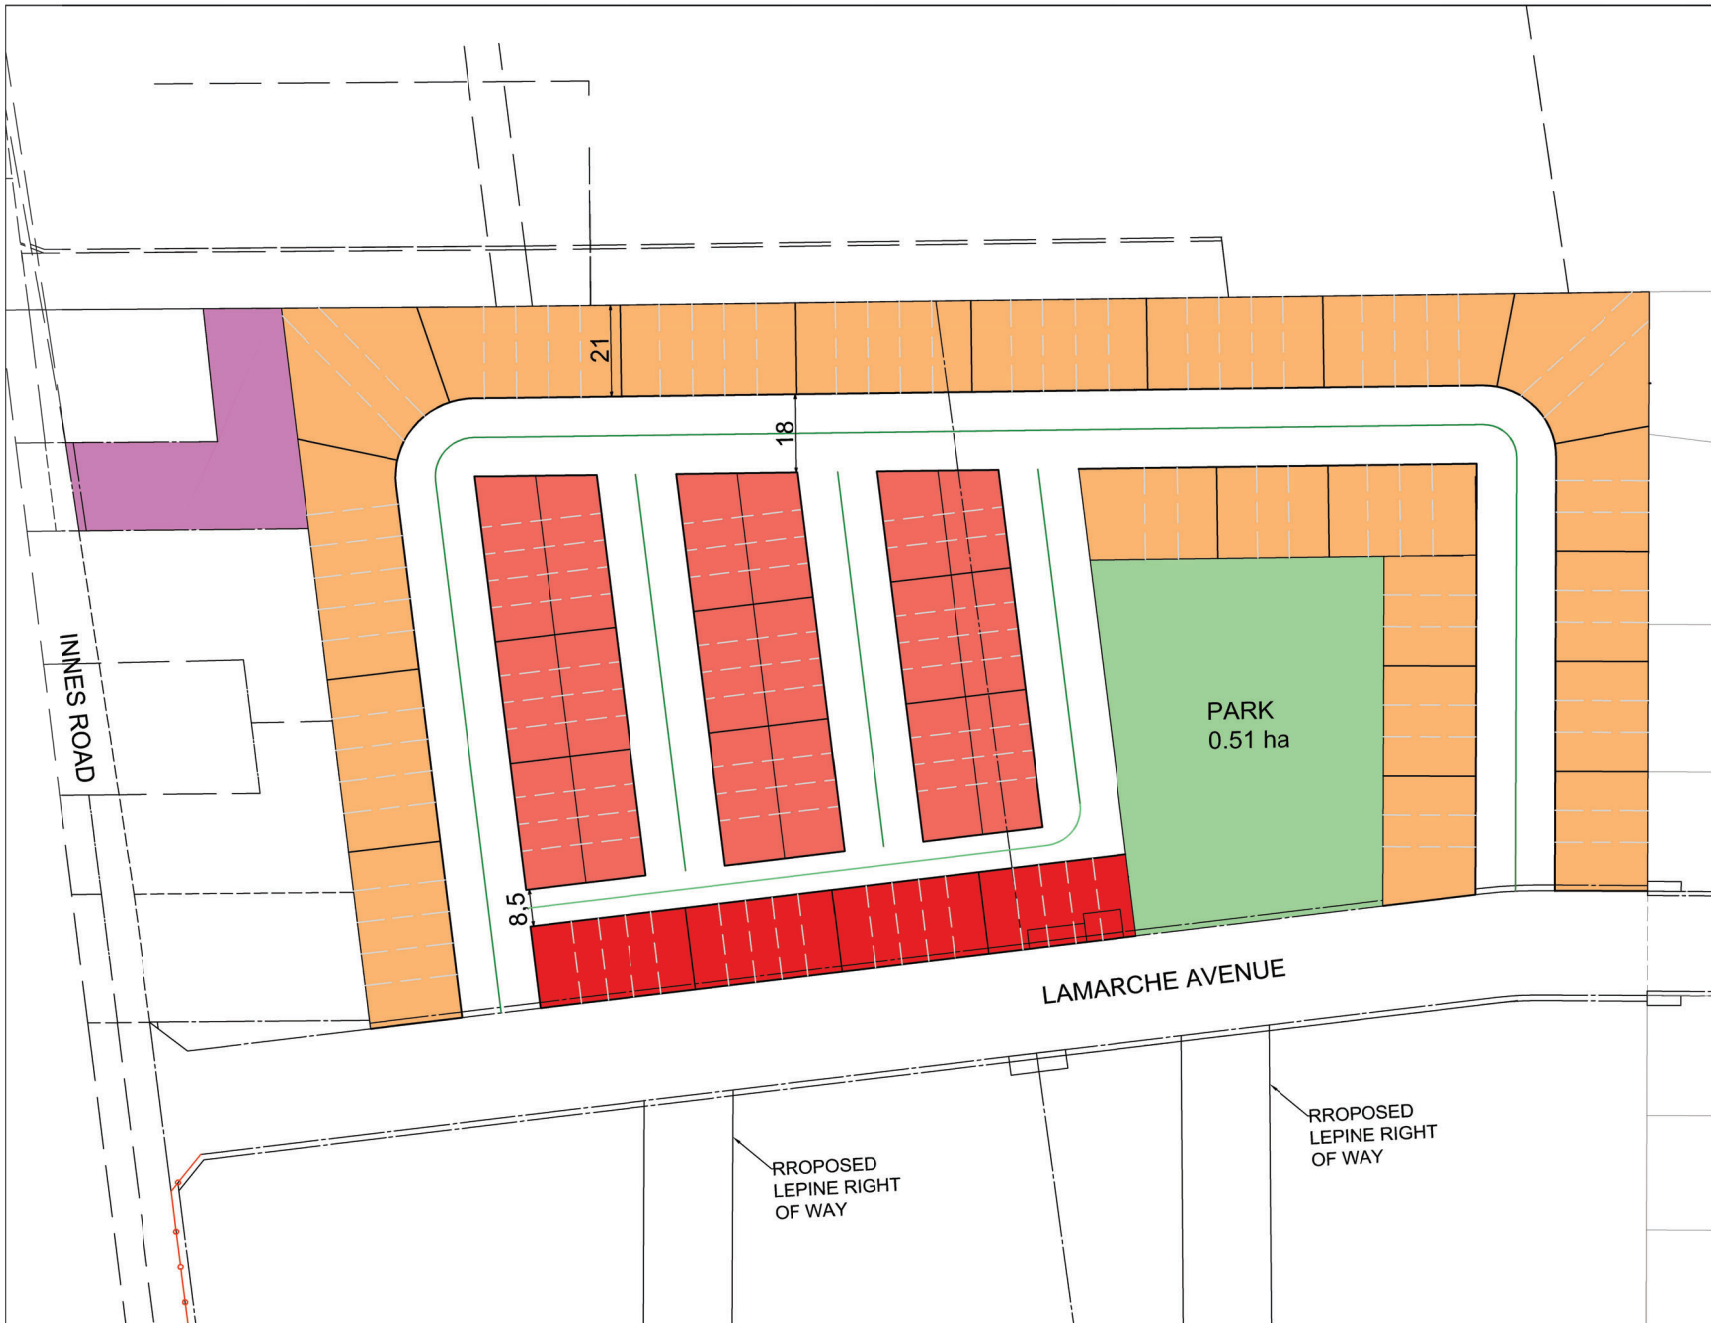 21
18
INNES ROAD
PARK
0.51 ha
8,5
LAMARCHE AVENUE
RROPOSED
LEPINE RIGHT
OF WAY
RROPOSED
LEPINE RIGHT
OF WAY